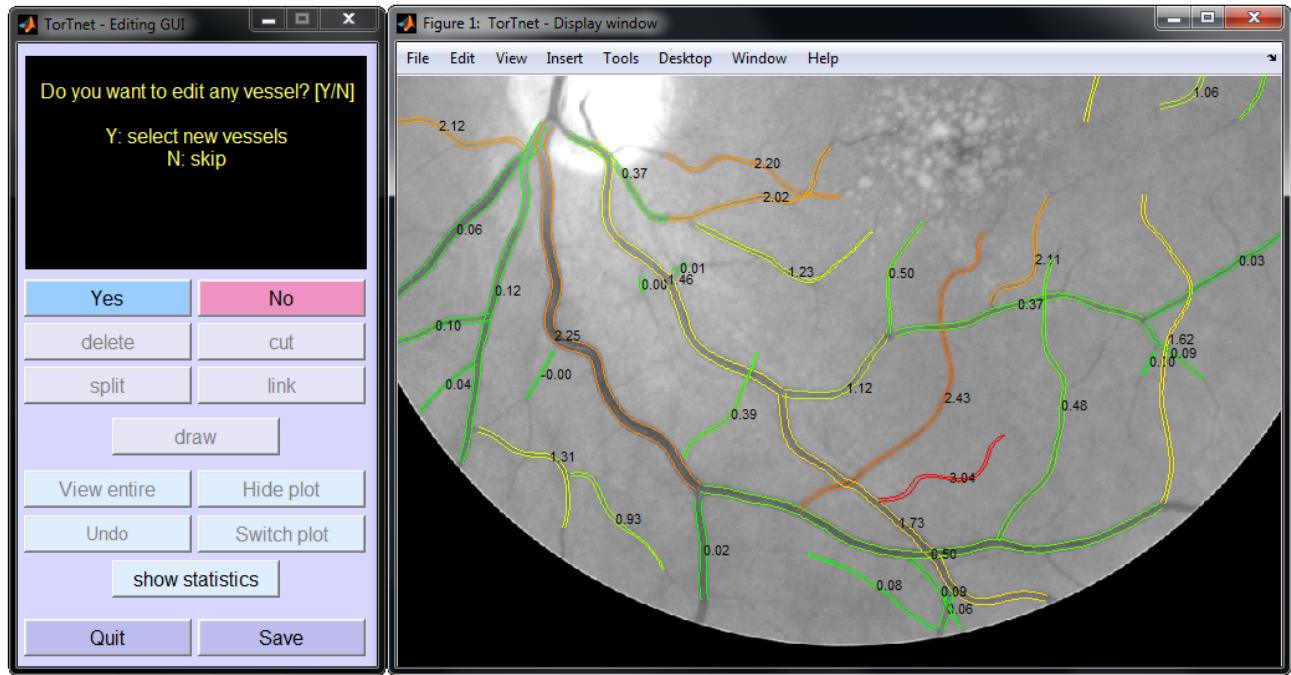 TorTnet - Editing GUI
Do you want to edit any vessel? [Y/N]
Y: select new vessels
N: skip
Yes
No
delete
cut
split
link
draw
View entire
Hide plot
Undo
Switch plot
show statistics
Quit
Save
Figure 1: TorTnet - Display window
File Edit View Insert Tools Desktop Window Help
1.06
2.12
2.20
0.37
2.02
0.06
0.01
1.23
0.50
2.11
0.03
0.00
1.46
0.12
0.37
0.10
2.25
1.62
0.09
0.10
-0.00
0.04
1.12
2.43
0.48
0.39
1.31
3.04
0.93
1.73
0.02
0.50
0.08
0.09
0.06